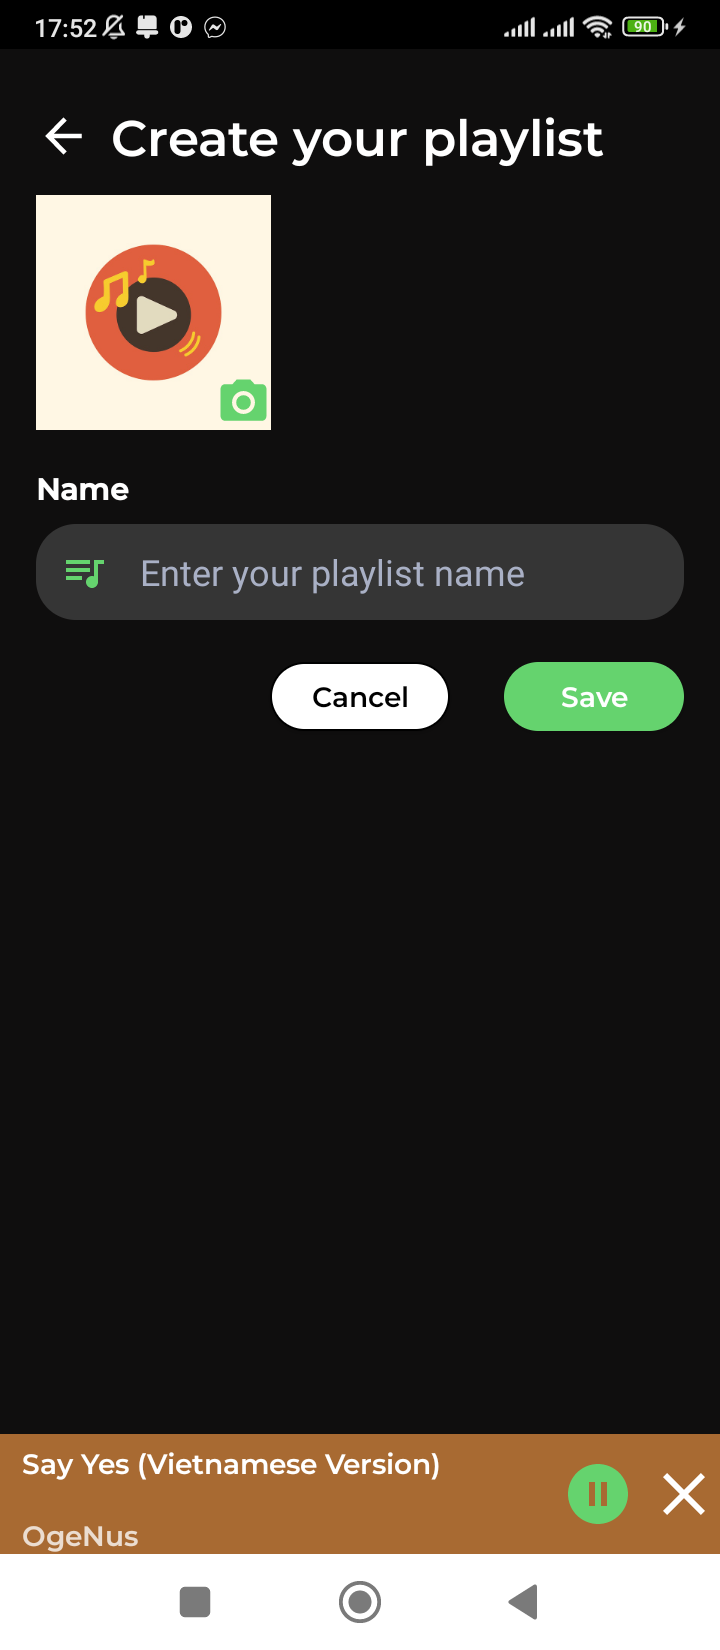 17:52
90
Create your playlist
Name
Enter your playlist name
Cancel
Save
Say Yes (Vietnamese Version)
OgeNus